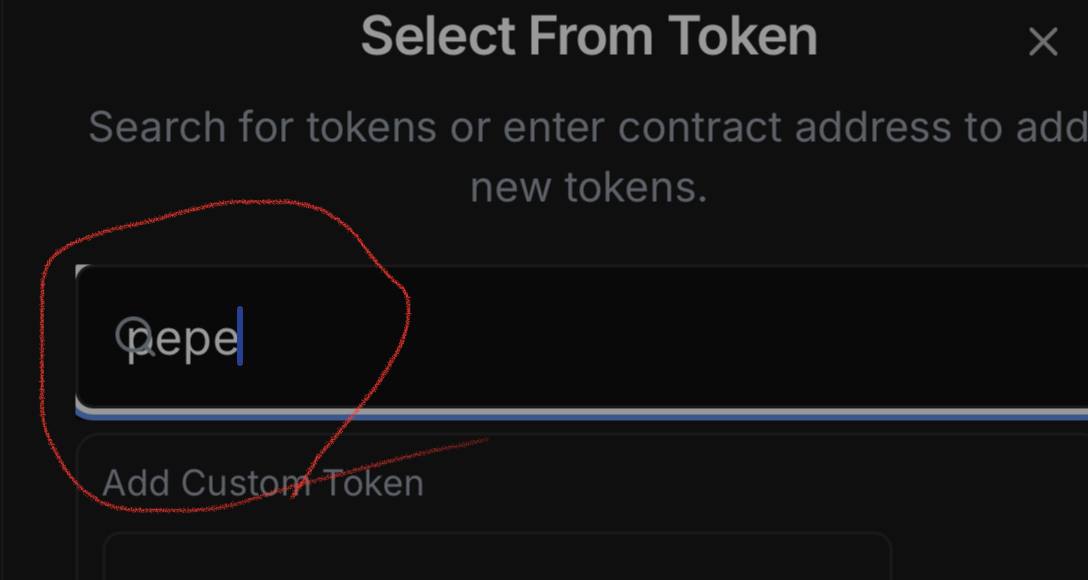 Select From Token
Search for tokens or enter contract address to add
new tokens.
pepe
Add Custom Token